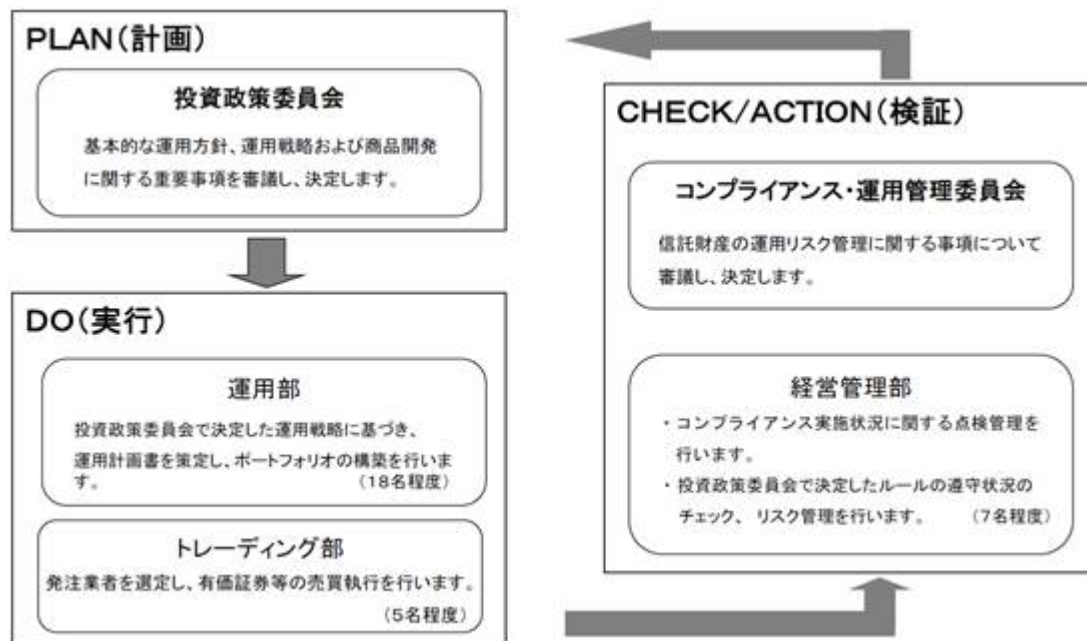 PLAN(計画)
投資政策委員会
基本的な運用方針、運用戦略および商品開発
に関する重要事項を審議し、決定します。
DO(実行)
運用部
投資政策委員会で決定した運用戦略に基づき、
運用計画書を策定し、ポートフォリオの構築を行いま
す。 (18名程度)
トレーディング部
発注業者を選定し、有価証券等の売買執行を行います。
(5名程度)
CHECK/ACTION(検証)
コンプライアンス・運用管理委員会
信託財産の運用リスク管理に関する事項について
審議し、決定します。
経営管理部
・コンプライアンス実施状況に関する点検管理を
行います。
・投資政策委員会で決定したルールの遵守状況の
チェック、 リスク管理を行います。 (7名程度)